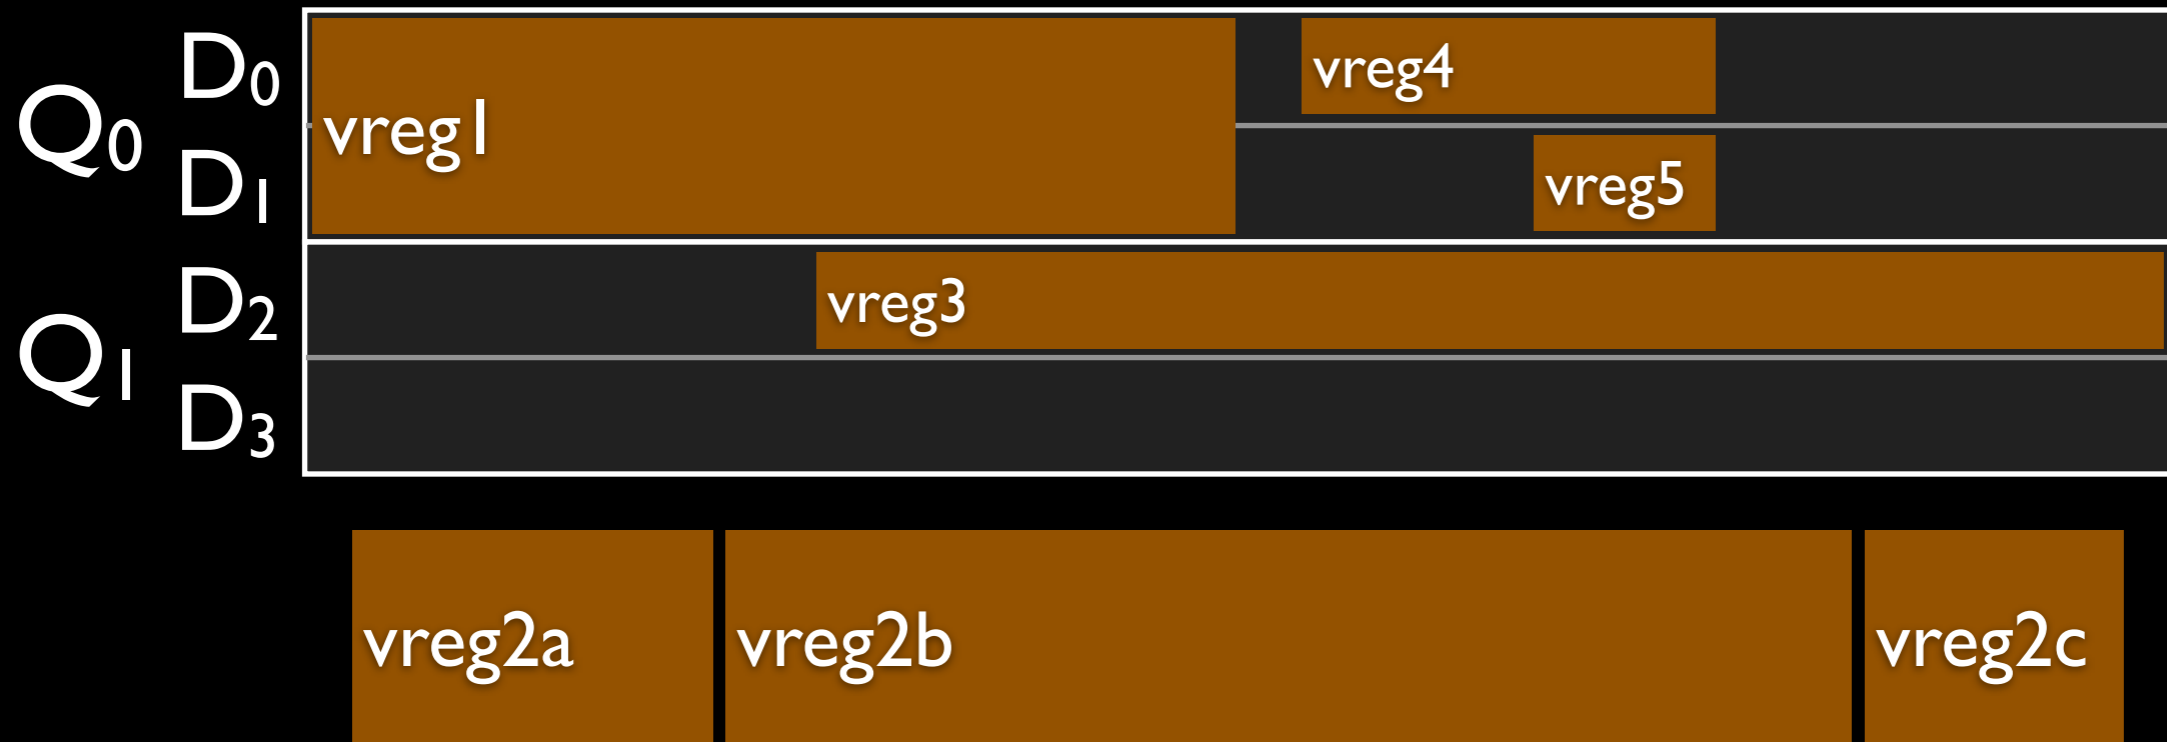 D0 vreg4
Q0 vreg1
D1 vreg5
D2 vreg3
Q1
D3
vreg2a vreg2b vreg2c